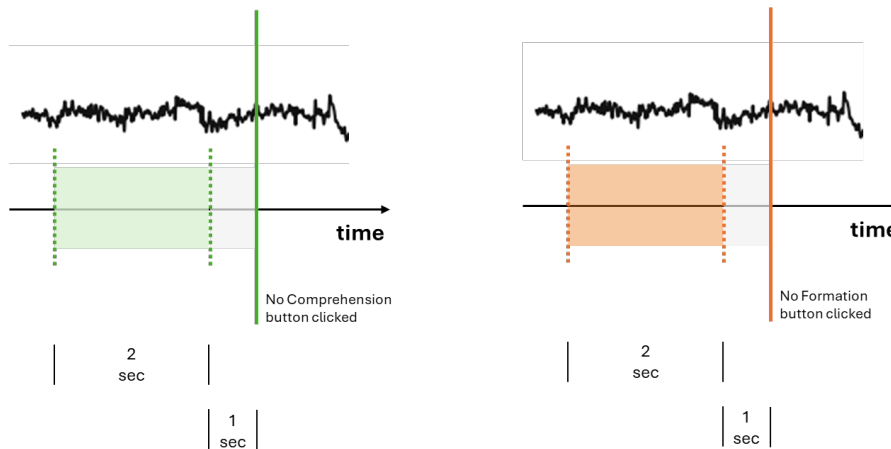 time
No Comprehension
button clicked
2
sec
1
sec
time
No Formation
button clicked
2
sec
1
sec